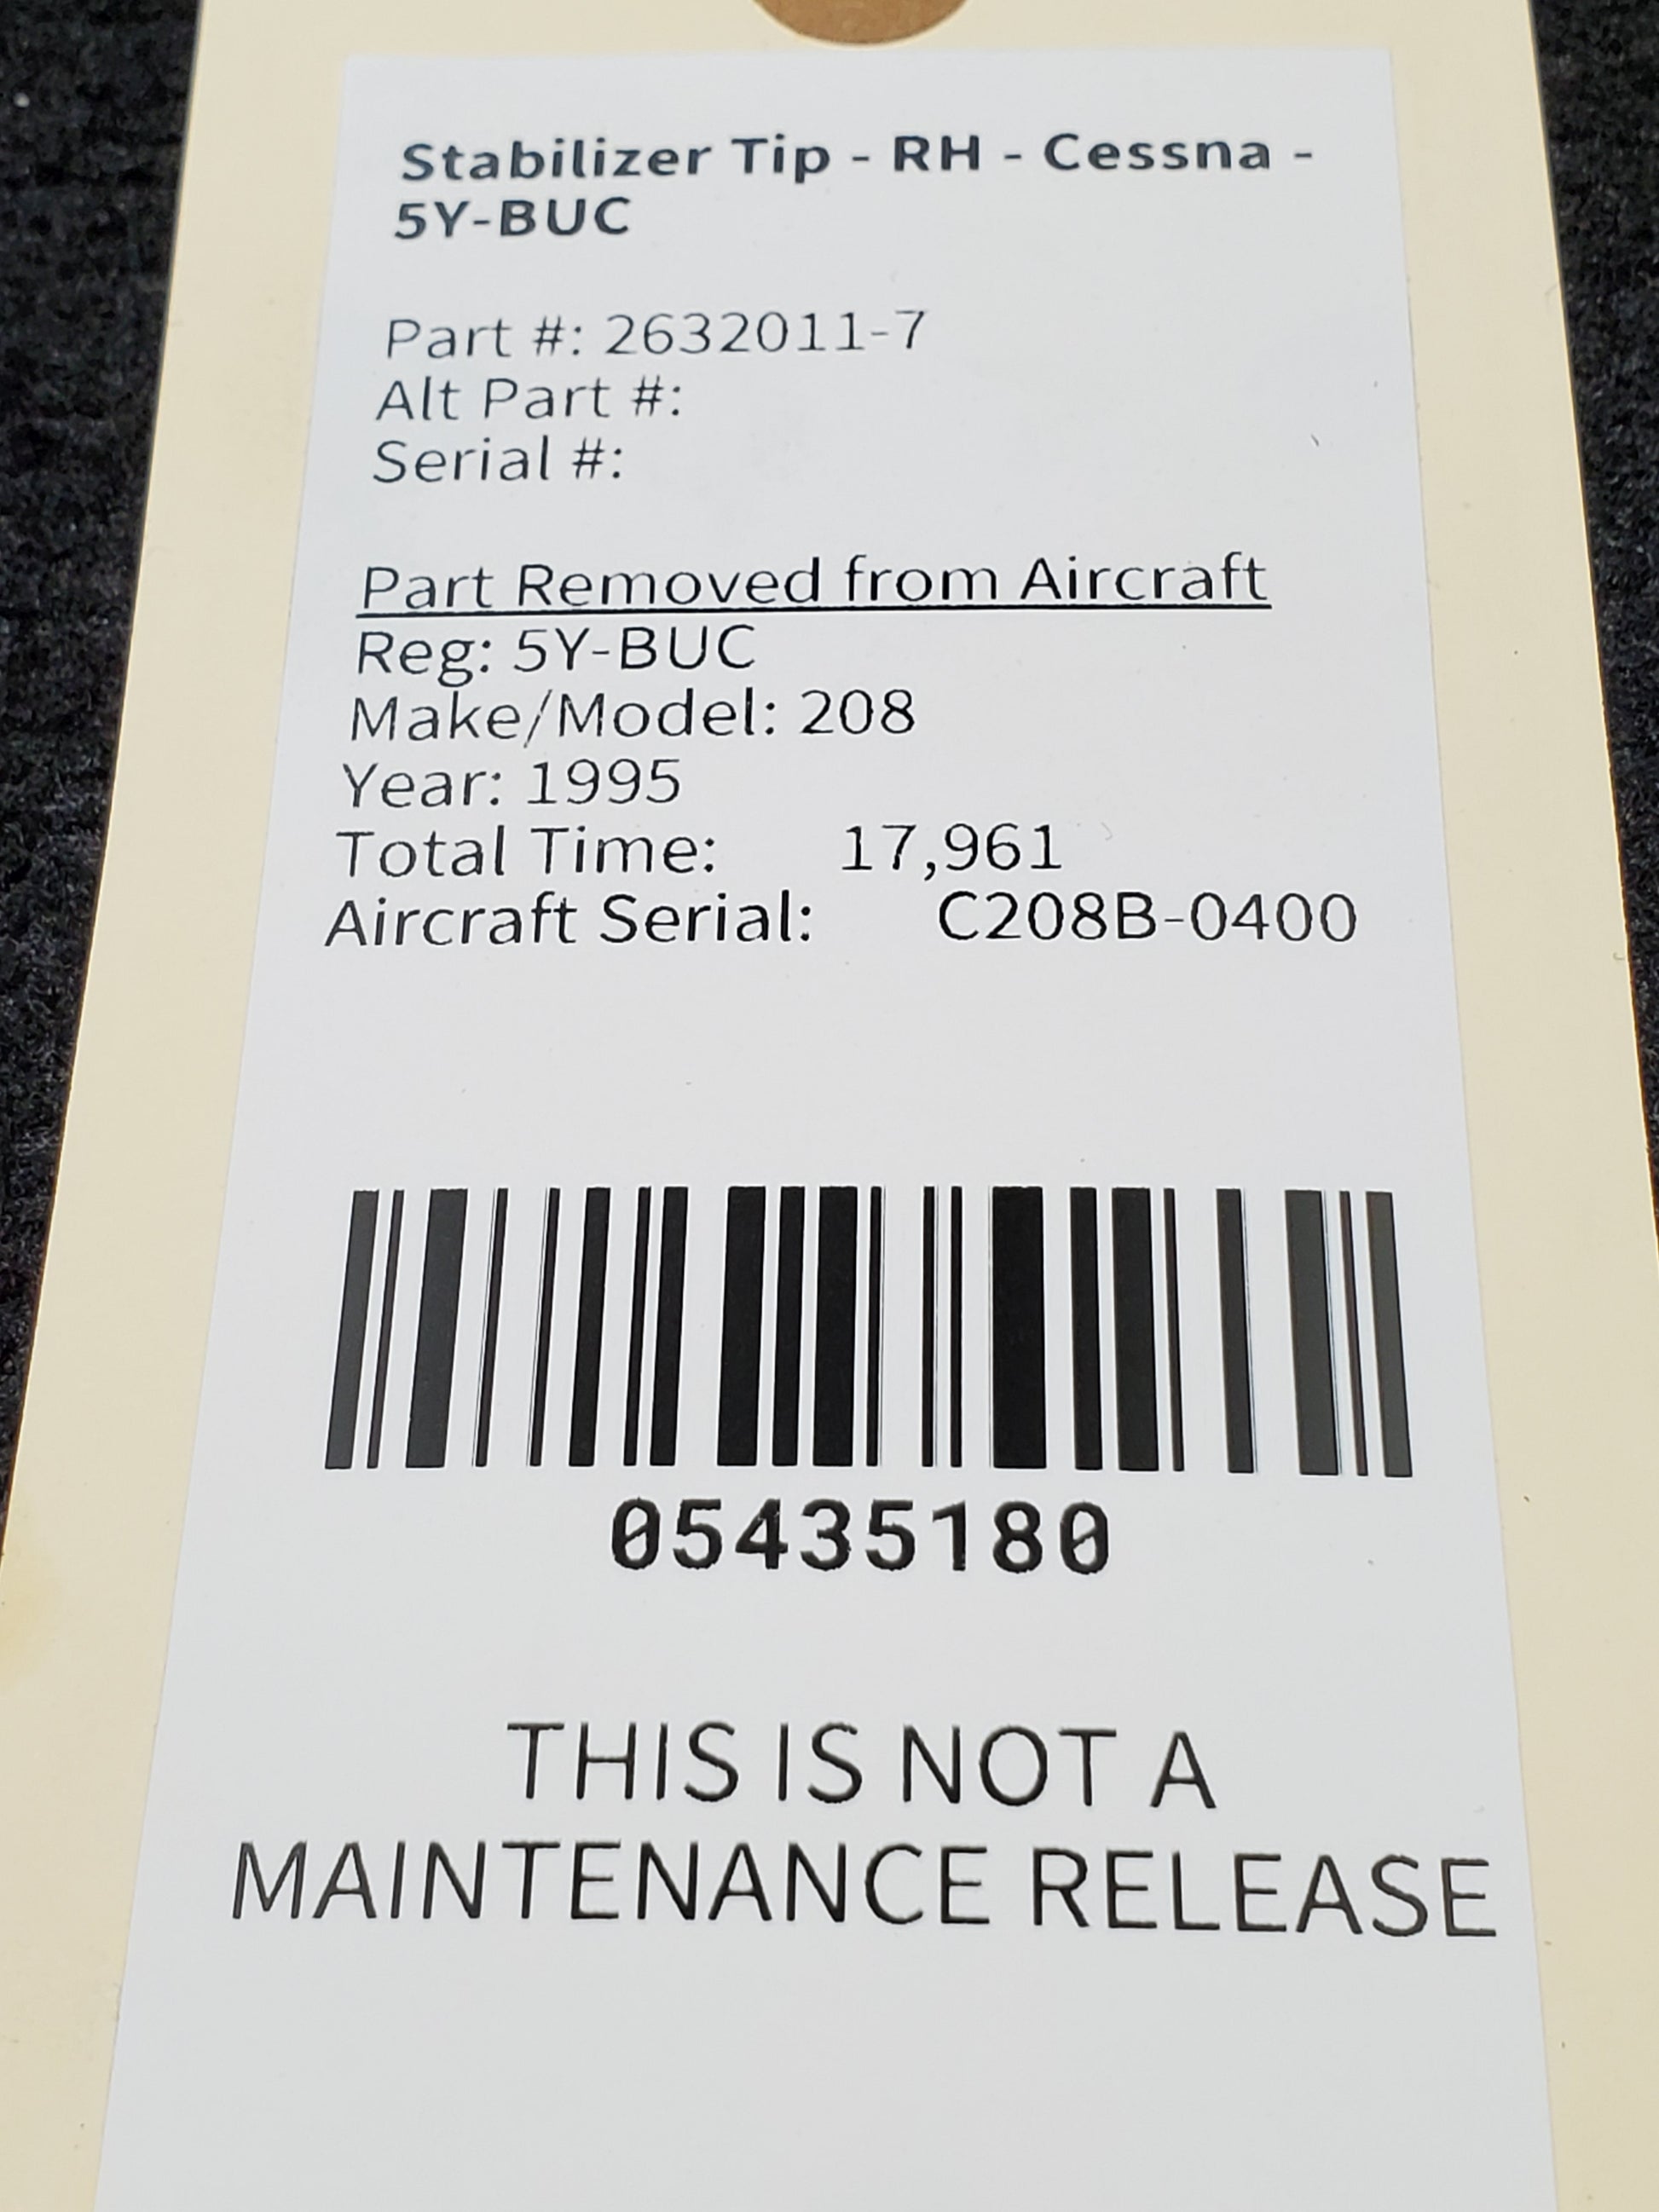 Stabilizer Tip - RH - Cessna -
5Y-BUC
Part #: 2632011-7
Alt Part #:
Serial #:
Part Removed from Aircraft
Reg: 5Y-BUC
Make/Model: 208
Year: 1995
Total Time: 17,961
Aircraft Serial: C208B-0400
05435180
THIS IS NOT A
MAINTENANCE RELEASE